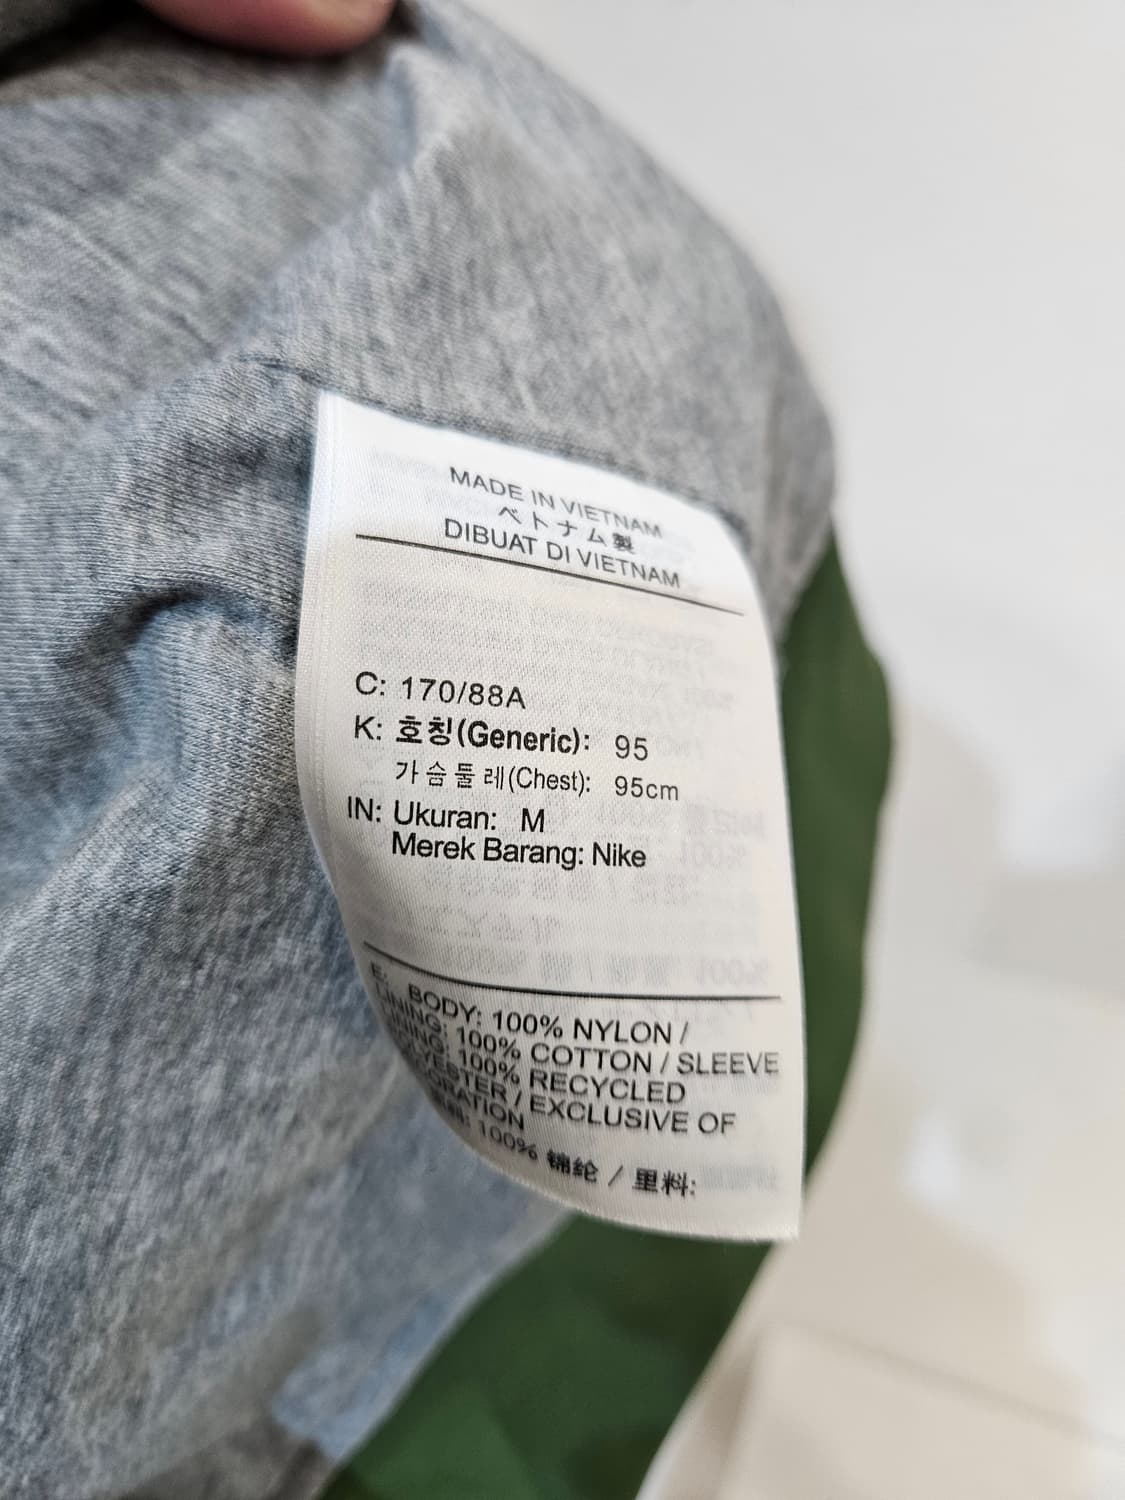 MADE IN VIETNAM
ベトナム製
DIBUAT DI VIETNAM
C: 170/88A
K: 호칭(Generic): 95
가슴둘레(Chest): 95cm
IN: Ukuran: M
Merek Barang: Nike
E: BODY: 100% NYLON /
LINING: 100% COTTON / SLEEVE
LINING: 100% RECYCLED
POLYESTER / EXCLUSIVE OF
DECORATION
100% 锦纶 / 里料: